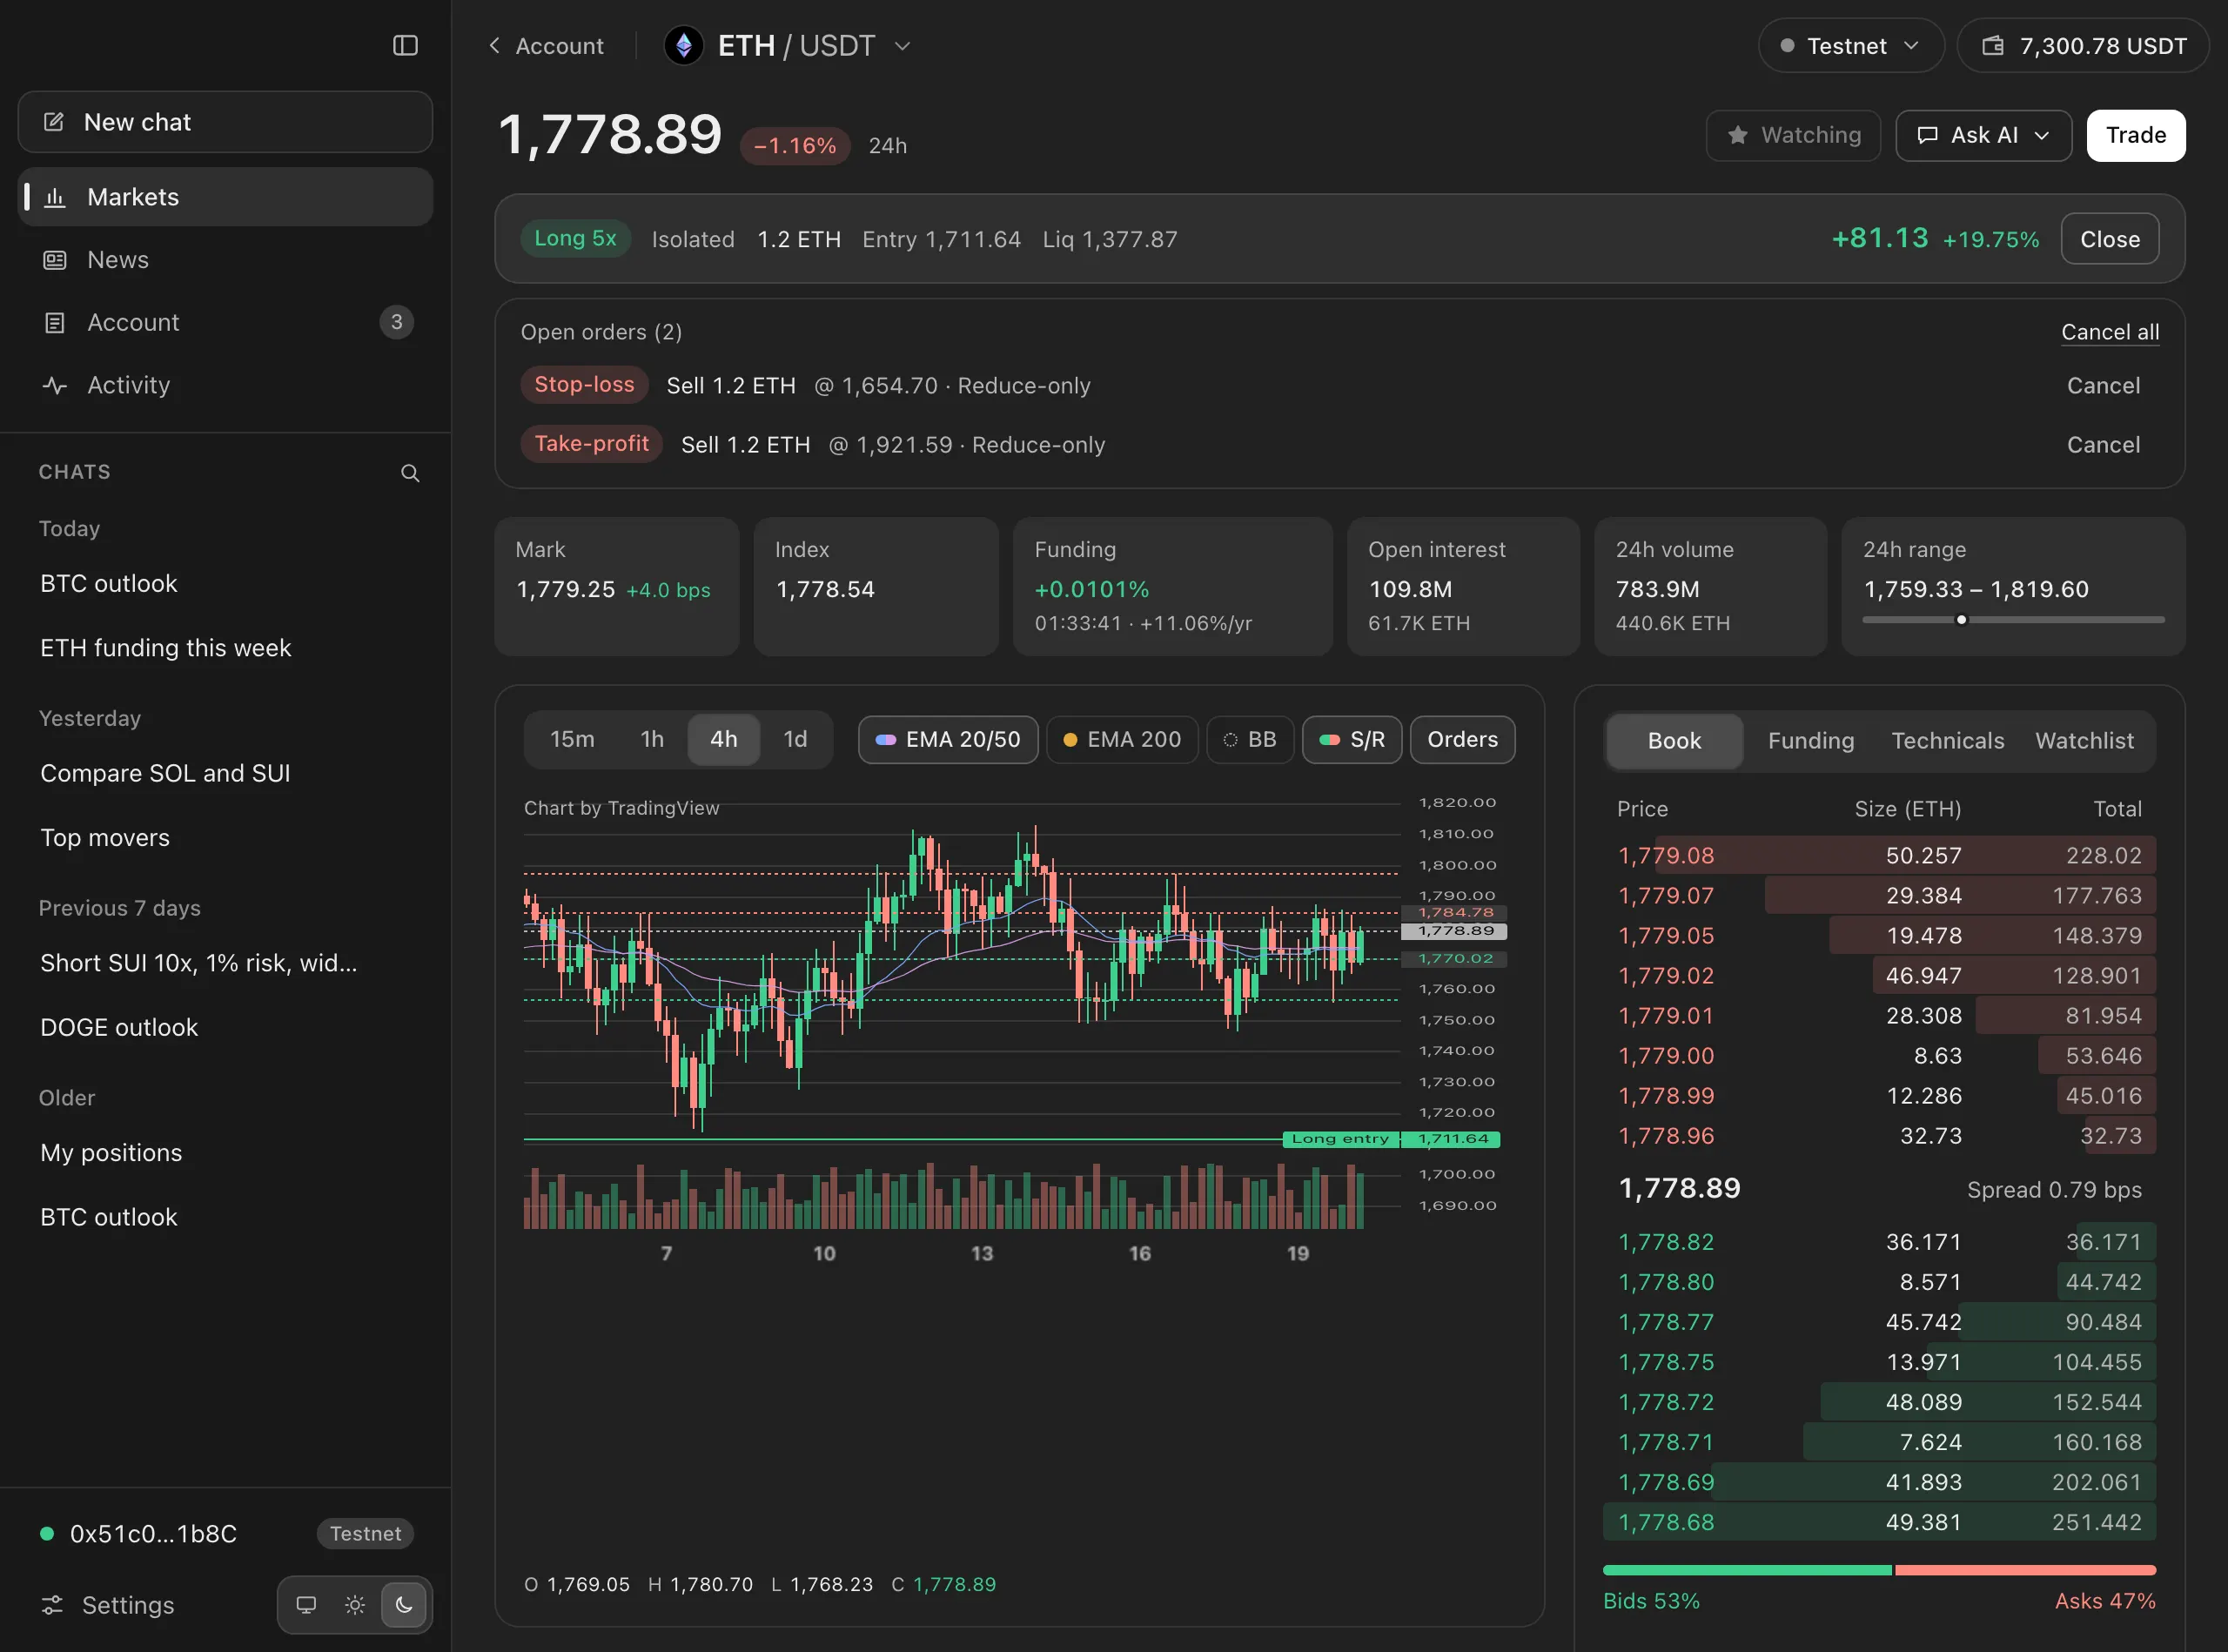 New chat
Markets
News
Account 3
Activity
CHATS
Today
BTC outlook
ETH funding this week
Yesterday
Compare SOL and SUI
Top movers
Previous 7 days
Short SUI 10x, 1% risk, wid...
DOGE outlook
Older
My positions
BTC outlook
0x51c0...1b8C Testnet
Settings
Account ETH / USDT Testnet 7,300.78 USDT
1,778.89 −1.16% 24h Watching Ask AI Trade
Long 5x Isolated 1.2 ETH Entry 1,711.64 Liq 1,377.87 +81.13 +19.75% Close
Open orders (2) Cancel all
Stop-loss Sell 1.2 ETH @ 1,654.70 · Reduce-only Cancel
Take-profit Sell 1.2 ETH @ 1,921.59 · Reduce-only Cancel
Mark
1,779.25 +4.0 bps
Index
1,778.54
Funding
+0.0101%
01:33:41 · +11.06%/yr
Open interest
109.8M
61.7K ETH
24h volume
783.9M
440.6K ETH
24h range
1,759.33 – 1,819.60
15m 1h 4h 1d EMA 20/50 EMA 200 BB S/R Orders
Chart by TradingView
1,820.00
1,810.00
1,800.00
1,790.00
1,784.78
1,778.89
1,770.02
1,760.00
1,750.00
1,740.00
1,730.00
1,720.00
Long entry 1,711.64
1,700.00
1,690.00
7 10 13 16 19
O 1,769.05 H 1,780.70 L 1,768.23 C 1,778.89
Book Funding Technicals Watchlist
Price Size (ETH) Total
1,779.08 50.257 228.02
1,779.07 29.384 177.763
1,779.05 19.478 148.379
1,779.02 46.947 128.901
1,779.01 28.308 81.954
1,779.00 8.63 53.646
1,778.99 12.286 45.016
1,778.96 32.73 32.73
1,778.89 Spread 0.79 bps
1,778.82 36.171 36.171
1,778.80 8.571 44.742
1,778.77 45.742 90.484
1,778.75 13.971 104.455
1,778.72 48.089 152.544
1,778.71 7.624 160.168
1,778.69 41.893 202.061
1,778.68 49.381 251.442
Bids 53% Asks 47%